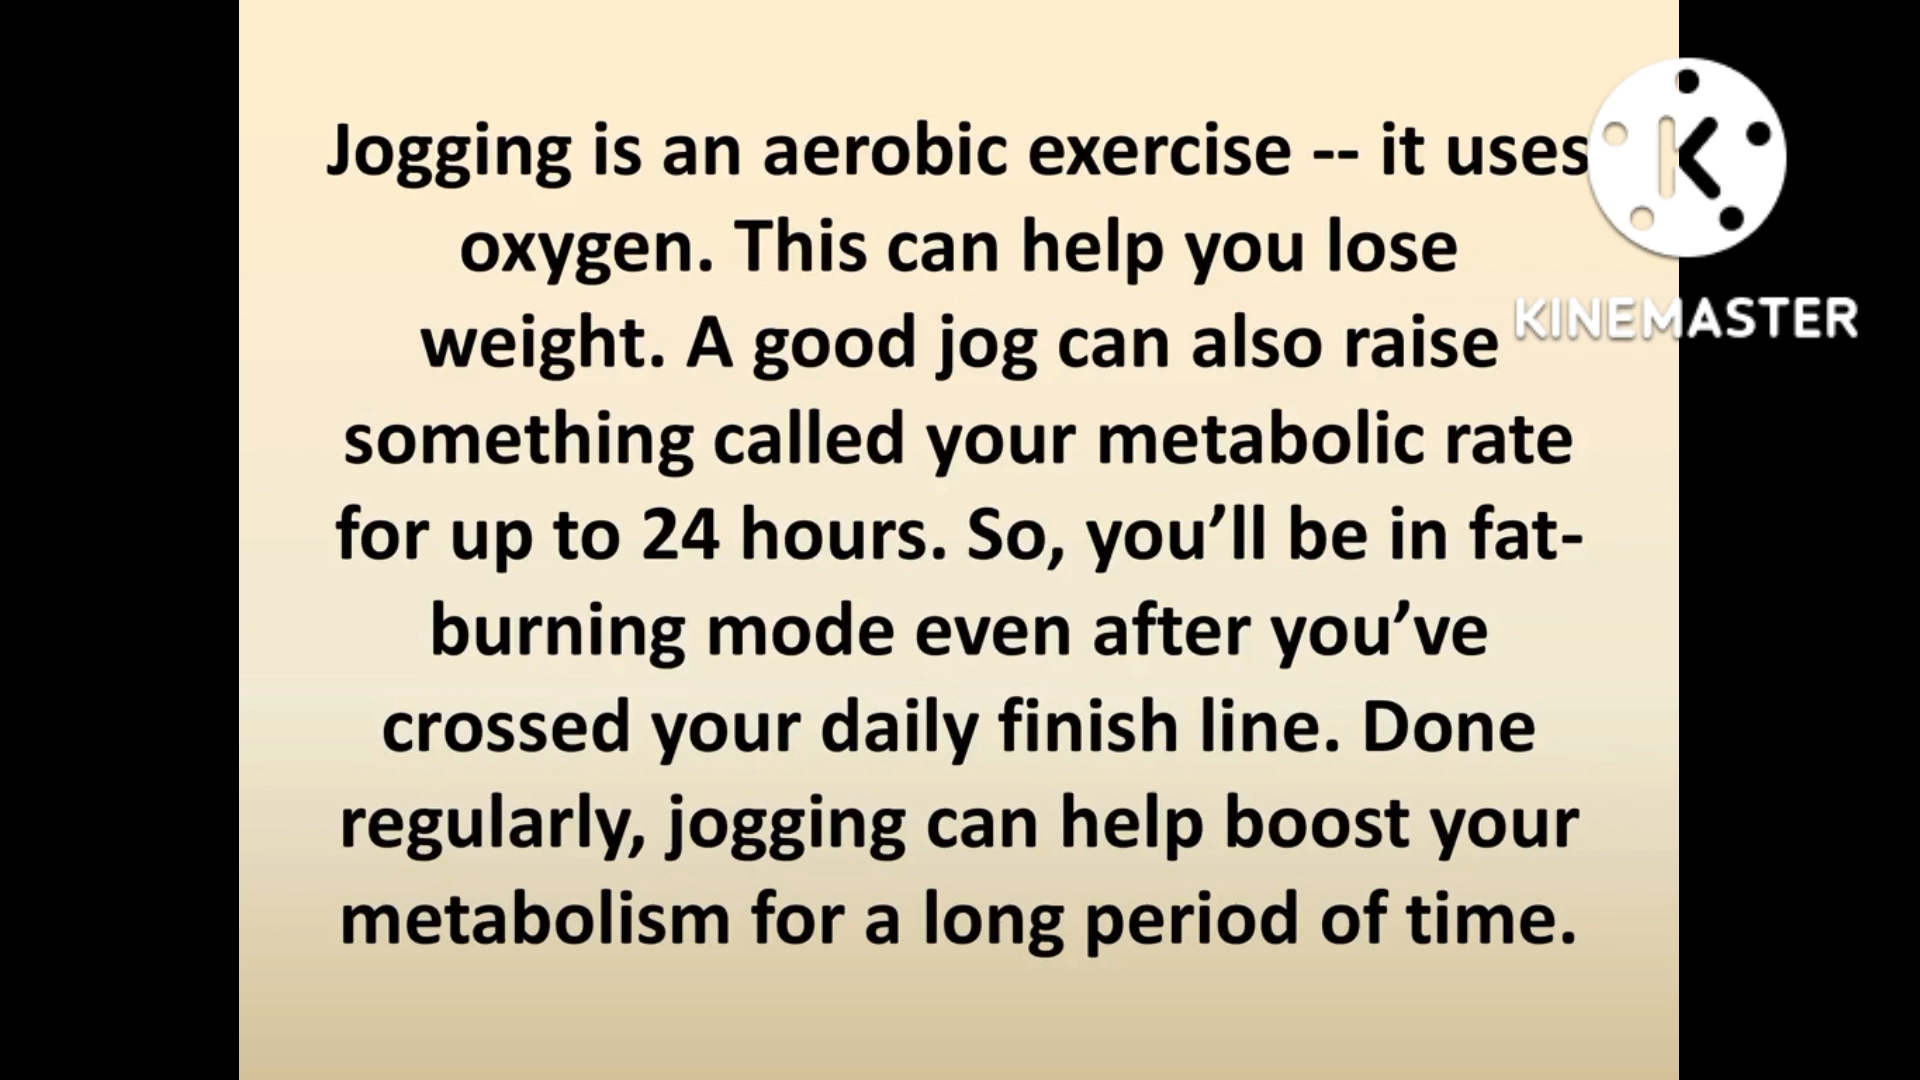 Jogging is an aerobic exercise -- it uses
oxygen. This can help you lose
weight. A good jog can also raise
something called your metabolic rate
for up to 24 hours. So, you’ll be in fat-
burning mode even after you’ve
crossed your daily finish line. Done
regularly, jogging can help boost your
metabolism for a long period of time.
K
KINEMASTER